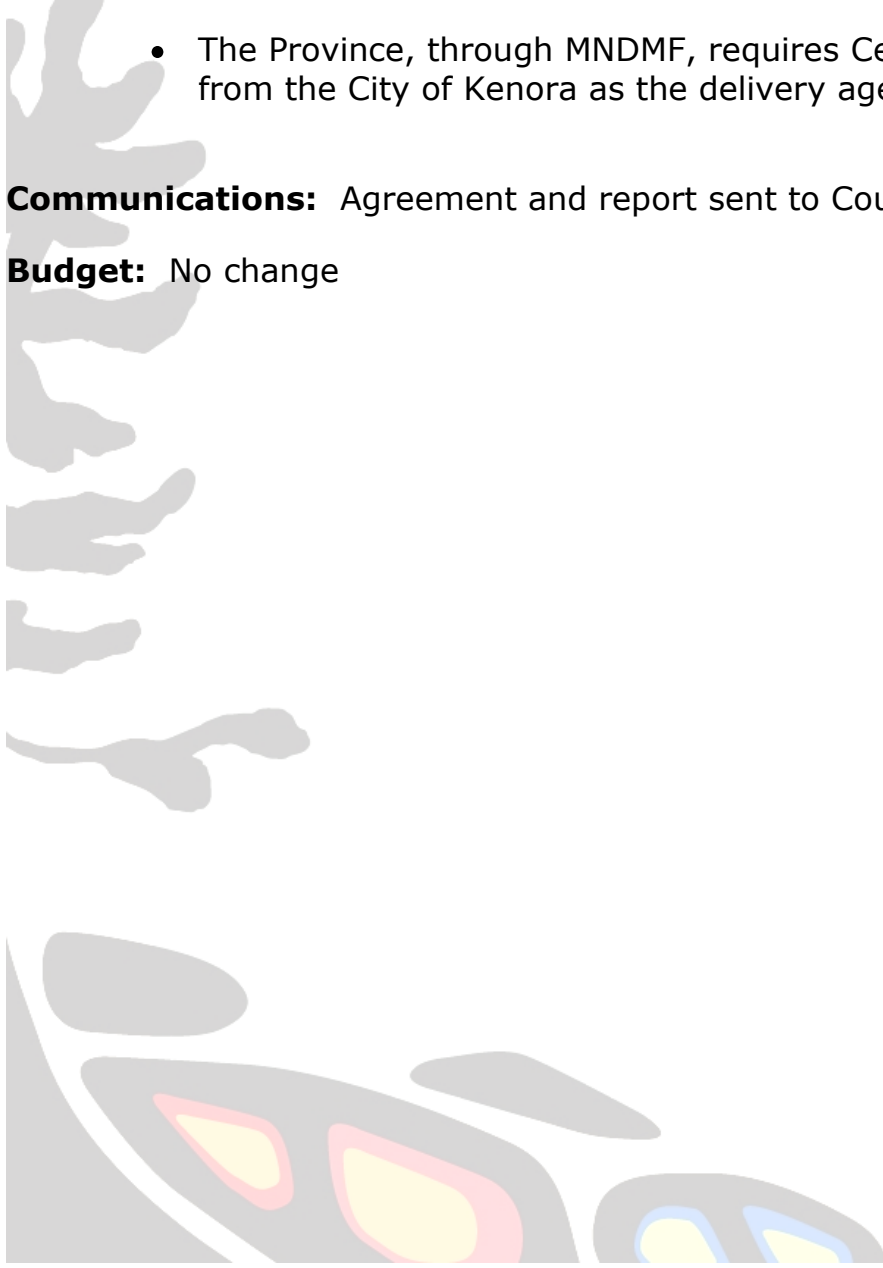 • The Province, through MNDMF, requires Ce
from the City of Kenora as the delivery age
Communications: Agreement and report sent to Cou
Budget: No change